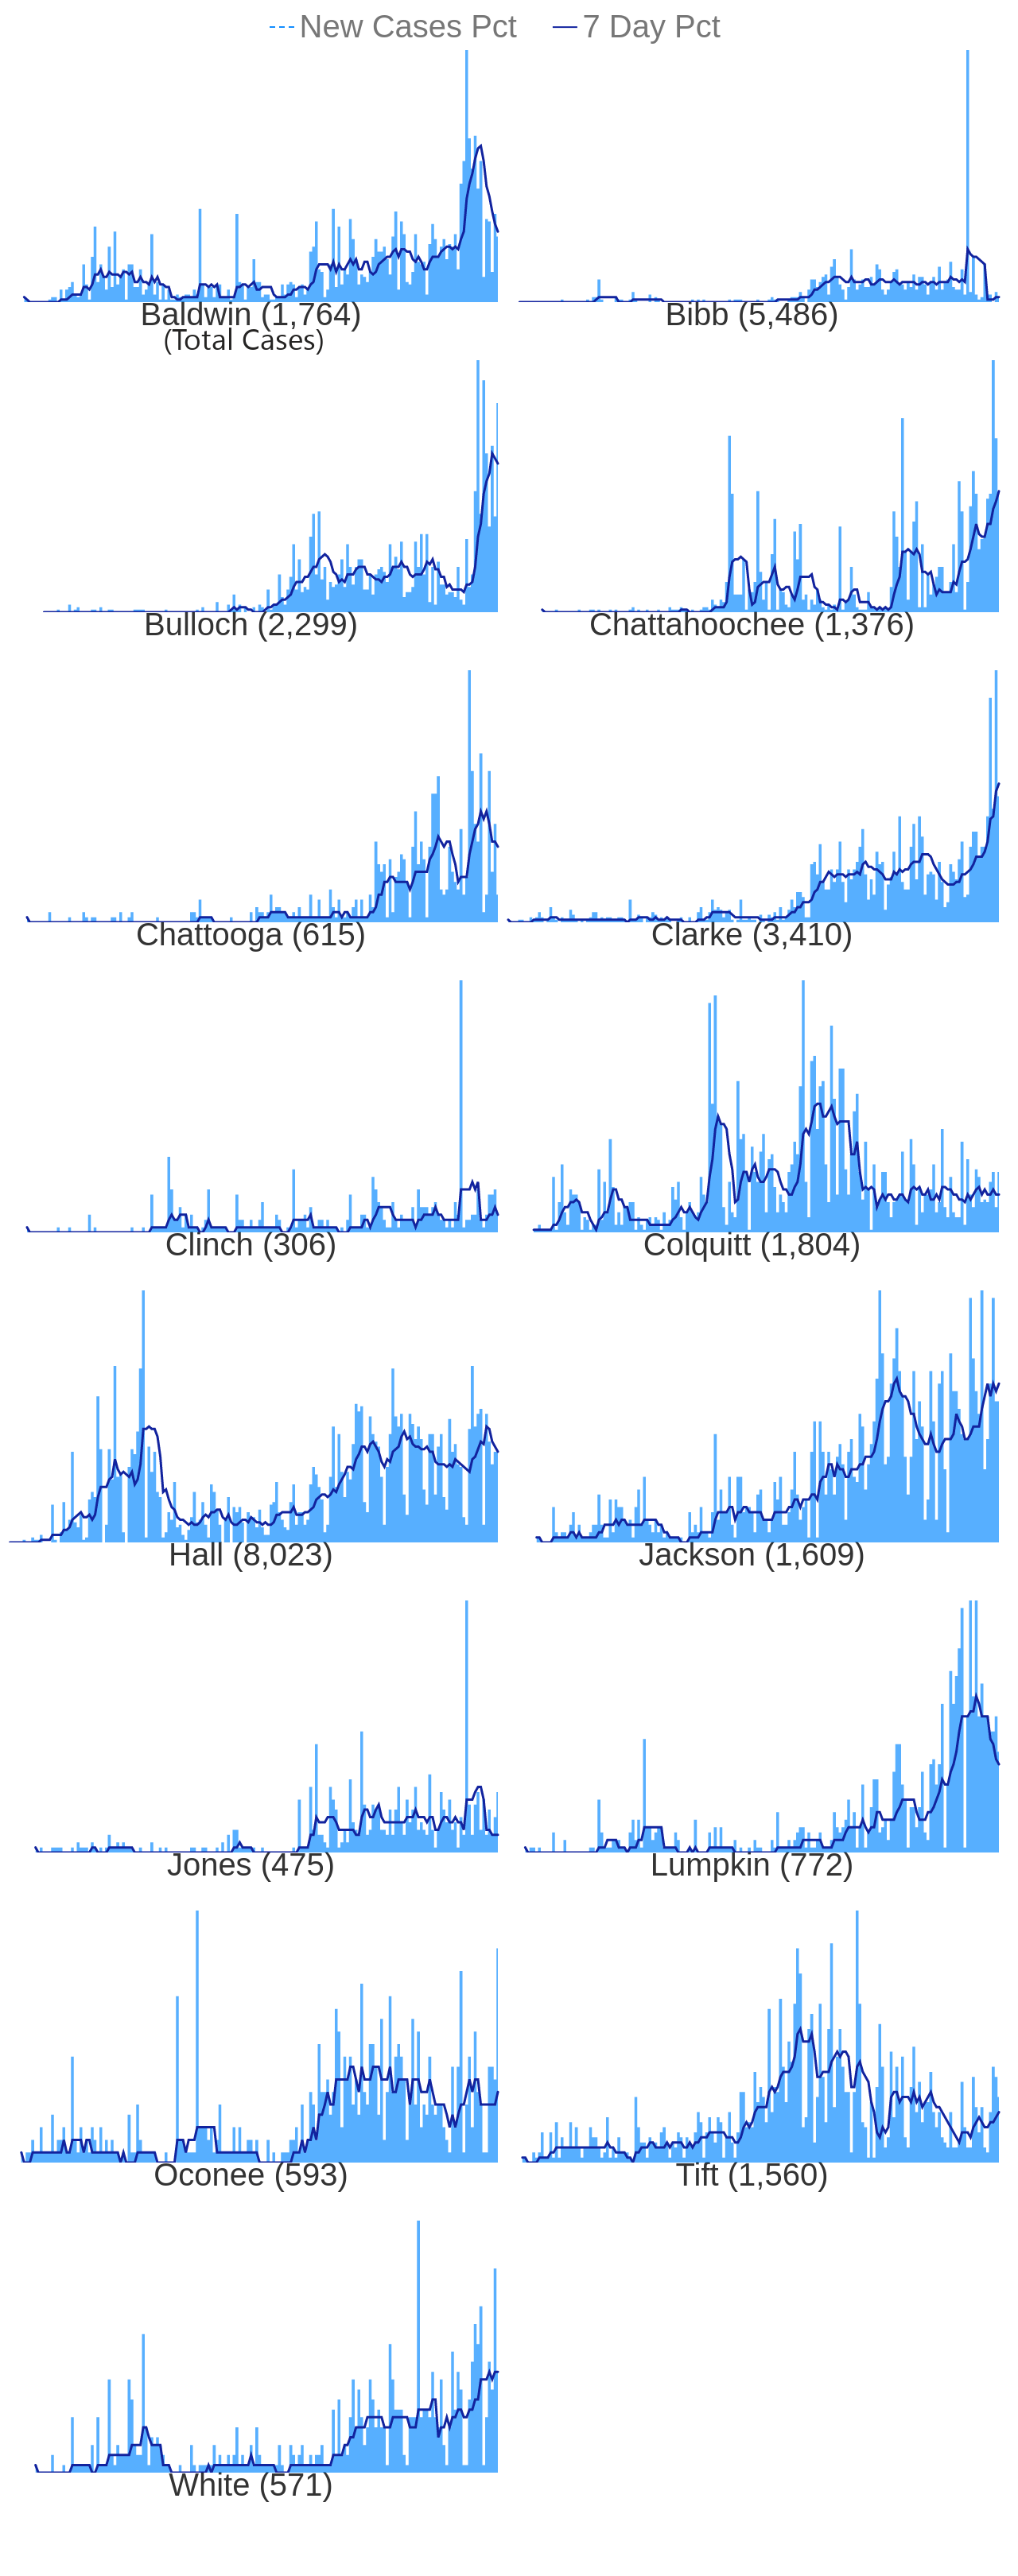 New Cases Pct 7 Day Pct
Baldwin (1,764) Bibb (5,486)
(Total Cases)
Bulloch (2,299) Chattahoochee (1,376)
Chattooga (615) Clarke (3,410)
Clinch (306) Colquitt (1,804)
Hall (8,023) Jackson (1,609)
Jones (475) Lumpkin (772)
Oconee (593) Tift (1,560)
White (571)